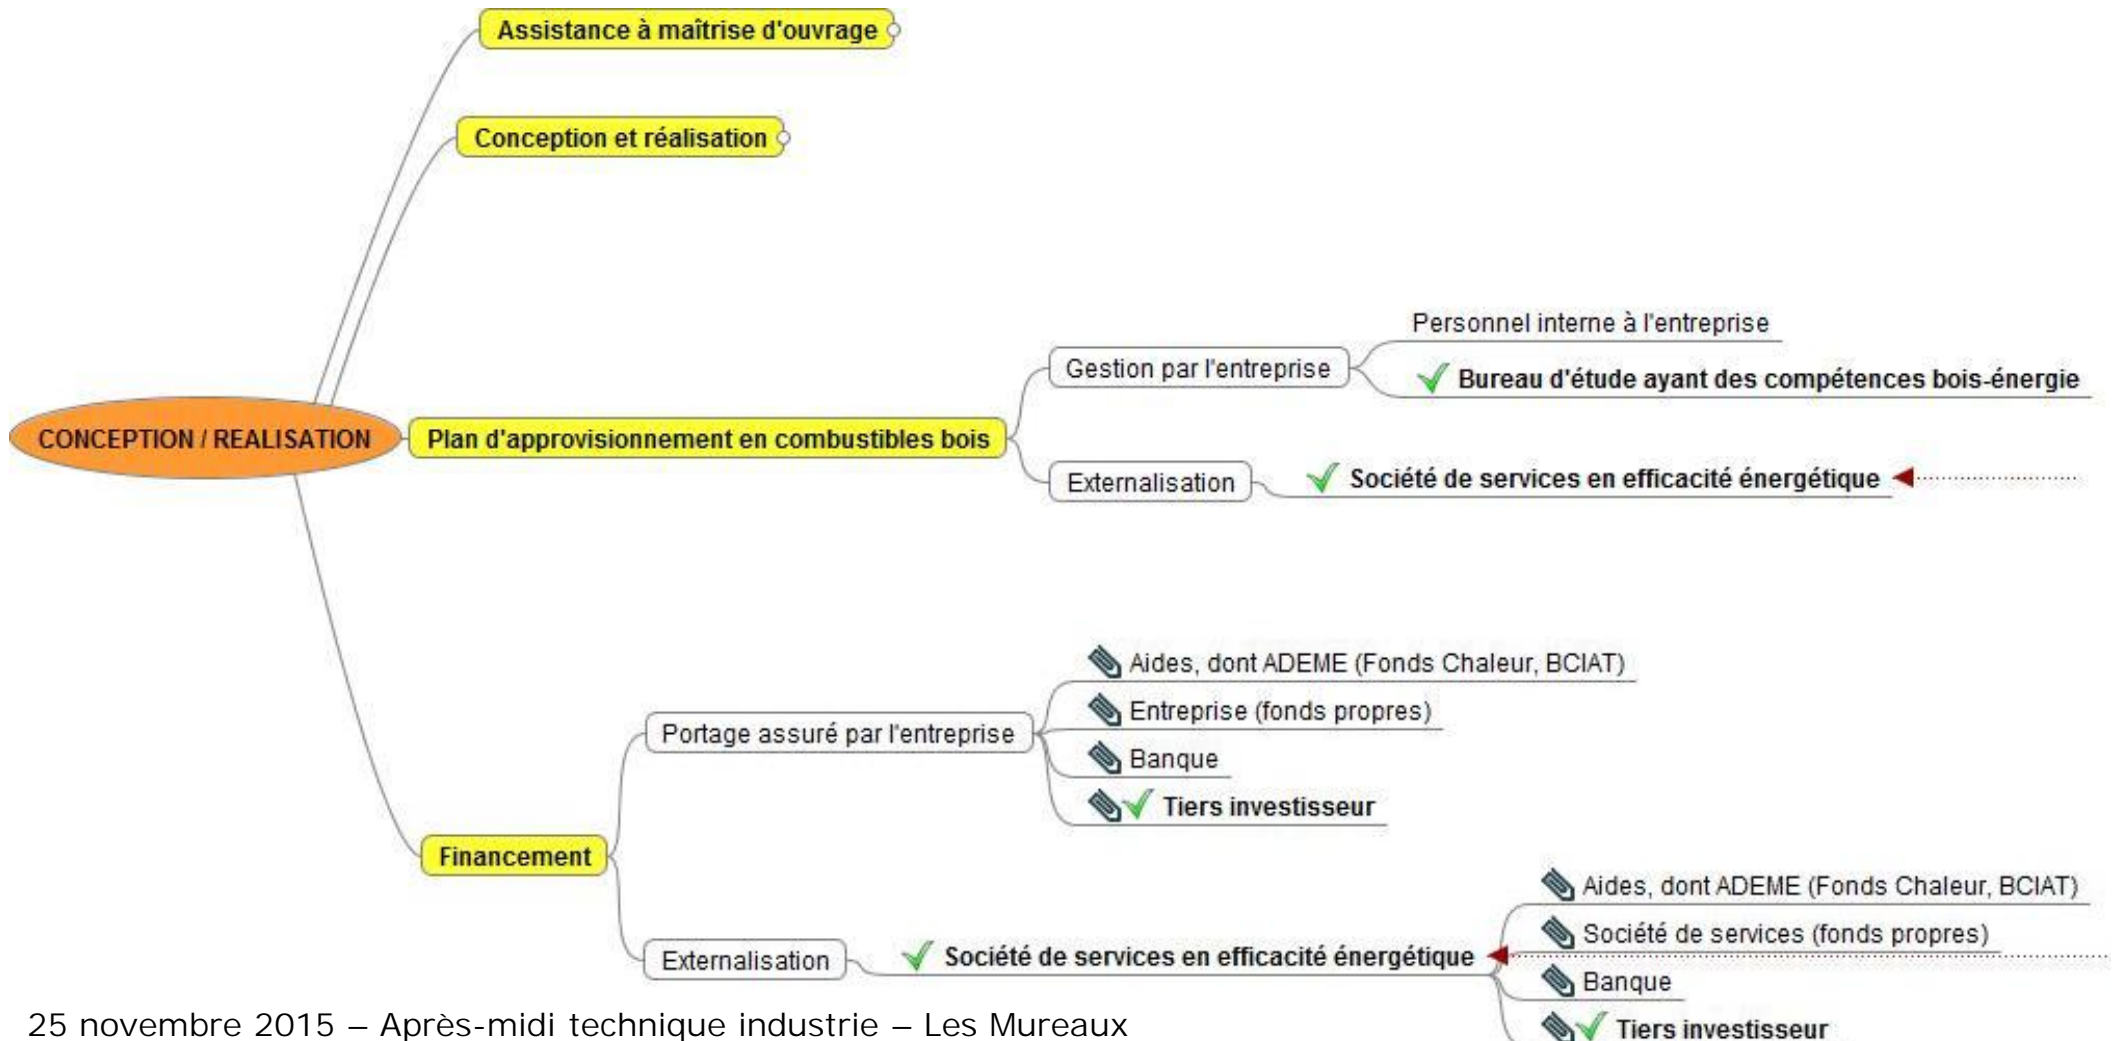 Assistance à maîtrise d'ouvrage
Conception et réalisation
CONCEPTION / REALISATION
Plan d'approvisionnement en combustibles bois
Gestion par l'entreprise
Personnel interne à l'entreprise
Bureau d'étude ayant des compétences bois-énergie
Externalisation
Société de services en efficacité énergétique
Financement
Portage assuré par l'entreprise
Aides, dont ADEME (Fonds Chaleur, BCIAT)
Entreprise (fonds propres)
Banque
Tiers investisseur
Externalisation
Société de services en efficacité énergétique
Aides, dont ADEME (Fonds Chaleur, BCIAT)
Société de services (fonds propres)
Banque
Tiers investisseur
25 novembre 2015 – Après-midi technique industrie – Les Mureaux